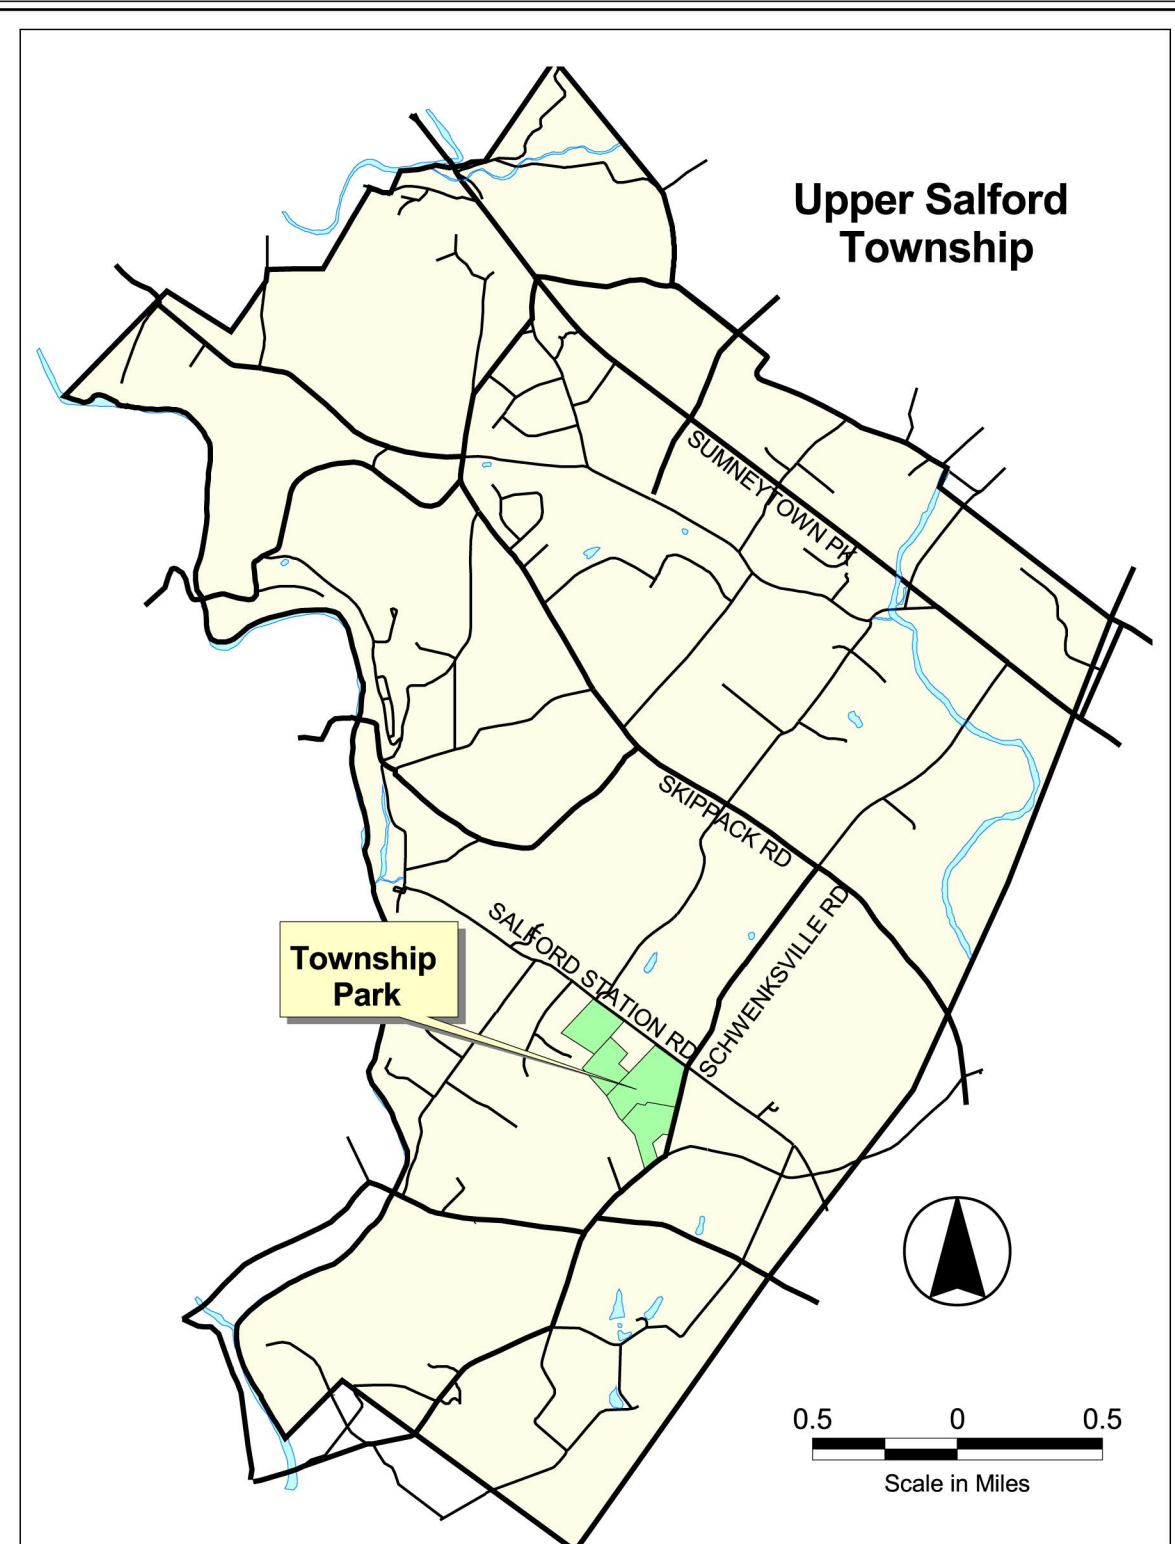 Upper Salford
Township
SUMNEYTOWN PK
SKIPPACK RD
SCHWENKSVILLE RD
SALFORD STATION RD
Township
Park
0.5 0 0.5
Scale in Miles